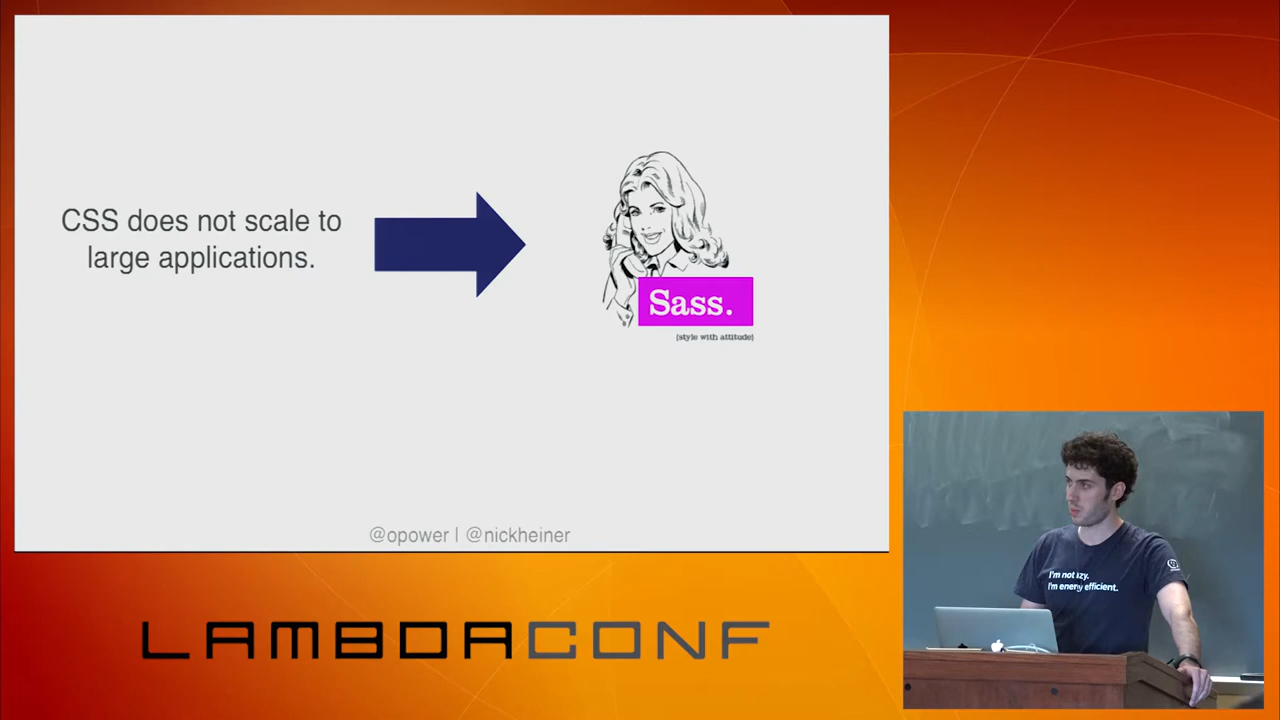 CSS does not scale to
large applications.
Sass.
{style with attitude}
@opower | @nickheiner
I'm not lazy.
I'm energy efficient.
LAMBDACONF